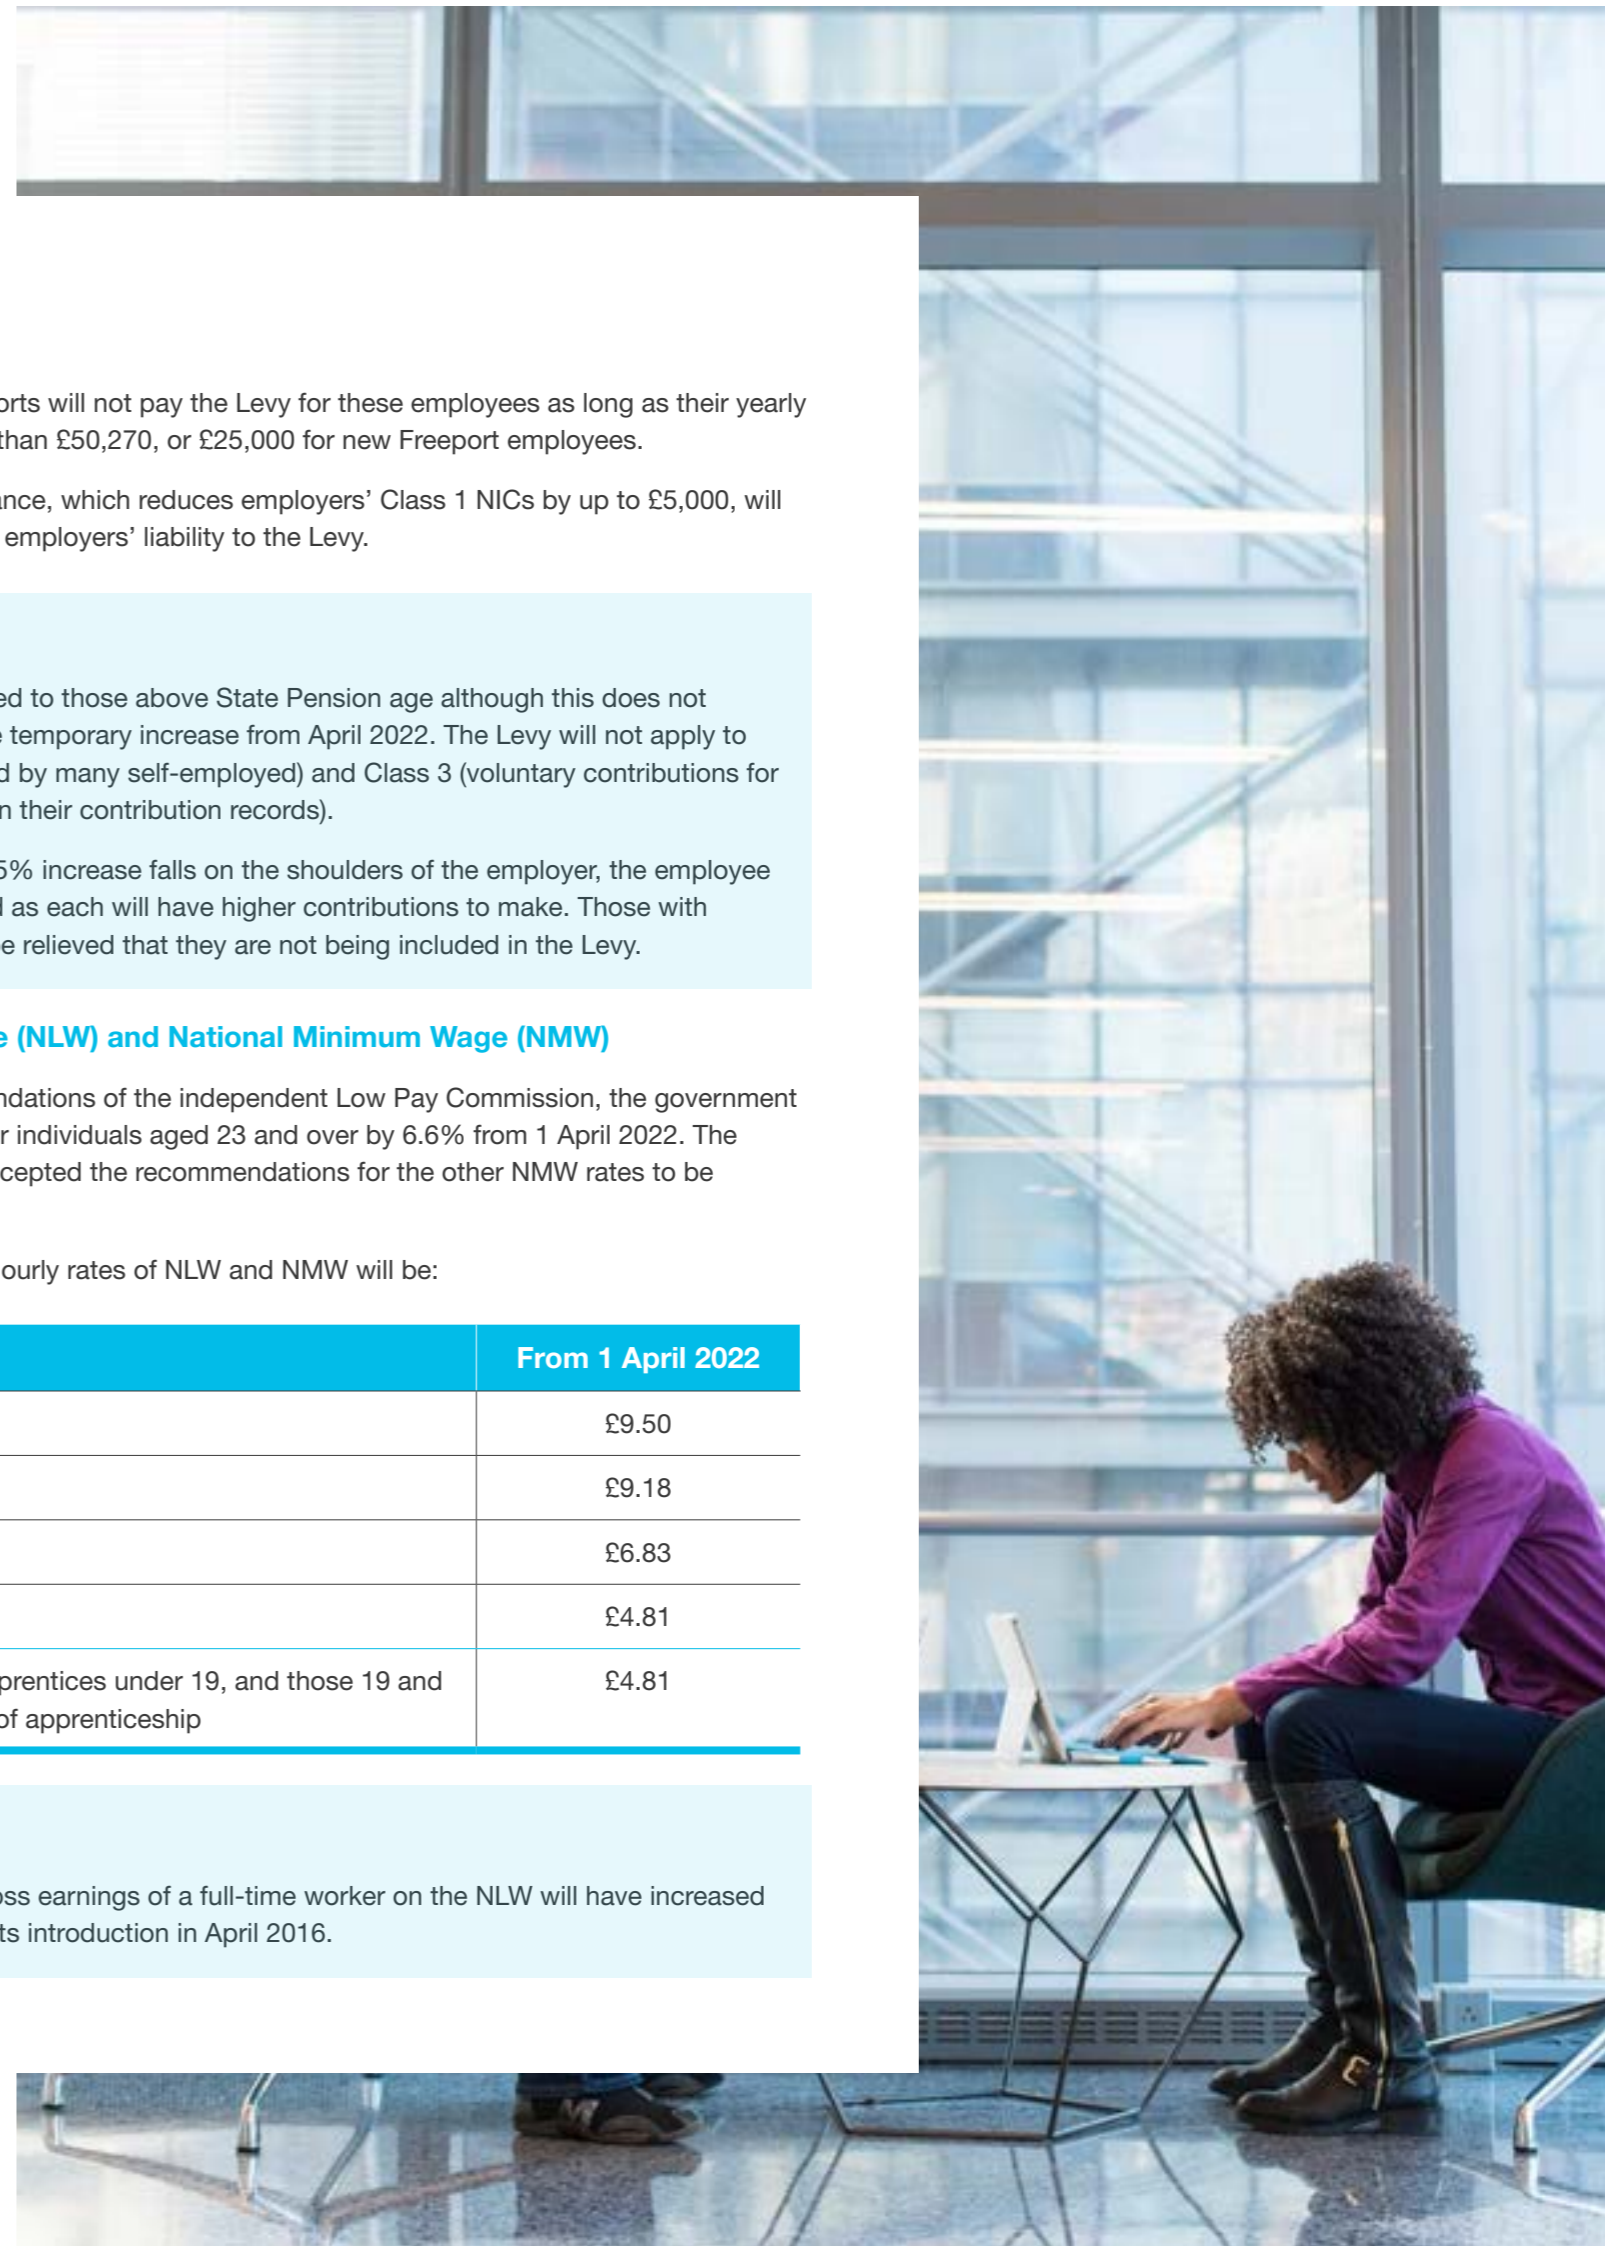 orts will not pay the Levy for these employees as long as their yearly
than £50,270, or £25,000 for new Freeport employees.
ance, which reduces employers’ Class 1 NICs by up to £5,000, will
employers’ liability to the Levy.
ed to those above State Pension age although this does not
e temporary increase from April 2022. The Levy will not apply to
d by many self-employed) and Class 3 (voluntary contributions for
n their contribution records).
5% increase falls on the shoulders of the employer, the employee
d as each will have higher contributions to make. Those with
e relieved that they are not being included in the Levy.
e (NLW) and National Minimum Wage (NMW)
ndations of the independent Low Pay Commission, the government
r individuals aged 23 and over by 6.6% from 1 April 2022. The
cepted the recommendations for the other NMW rates to be
ourly rates of NLW and NMW will be:
From 1 April 2022
£9.50
£9.18
£6.83
£4.81
prentices under 19, and those 19 and £4.81
of apprenticeship
oss earnings of a full-time worker on the NLW will have increased
ts introduction in April 2016.